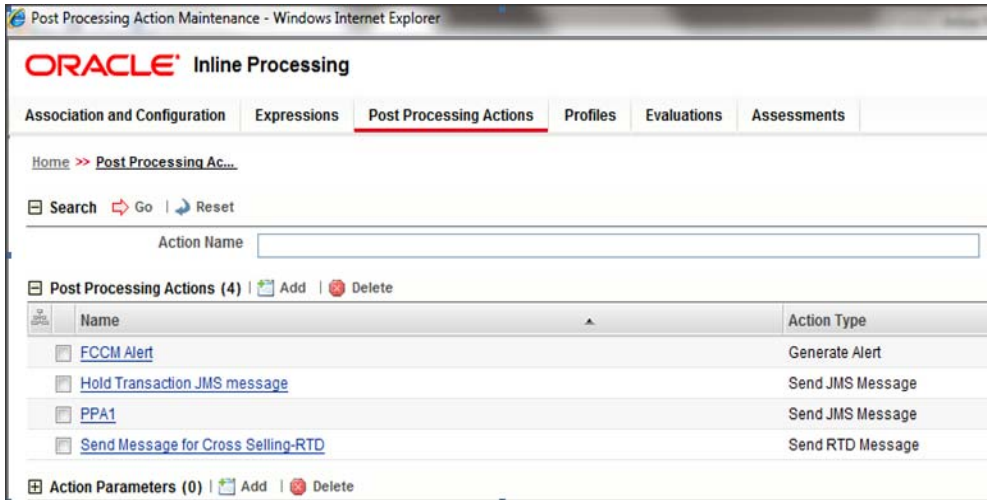 Post Processing Action Maintenance - Windows Internet Explorer
ORACLE Inline Processing
Association and Configuration Expressions Post Processing Actions Profiles Evaluations Assessments
Home >> Post Processing Ac...
Search Go | Reset
Action Name
Post Processing Actions (4) | Add | Delete
Name Action Type
FCCM Alert Generate Alert
Hold Transaction JMS message Send JMS Message
PPA1 Send JMS Message
Send Message for Cross Selling-RTD Send RTD Message
Action Parameters (0) | Add | Delete